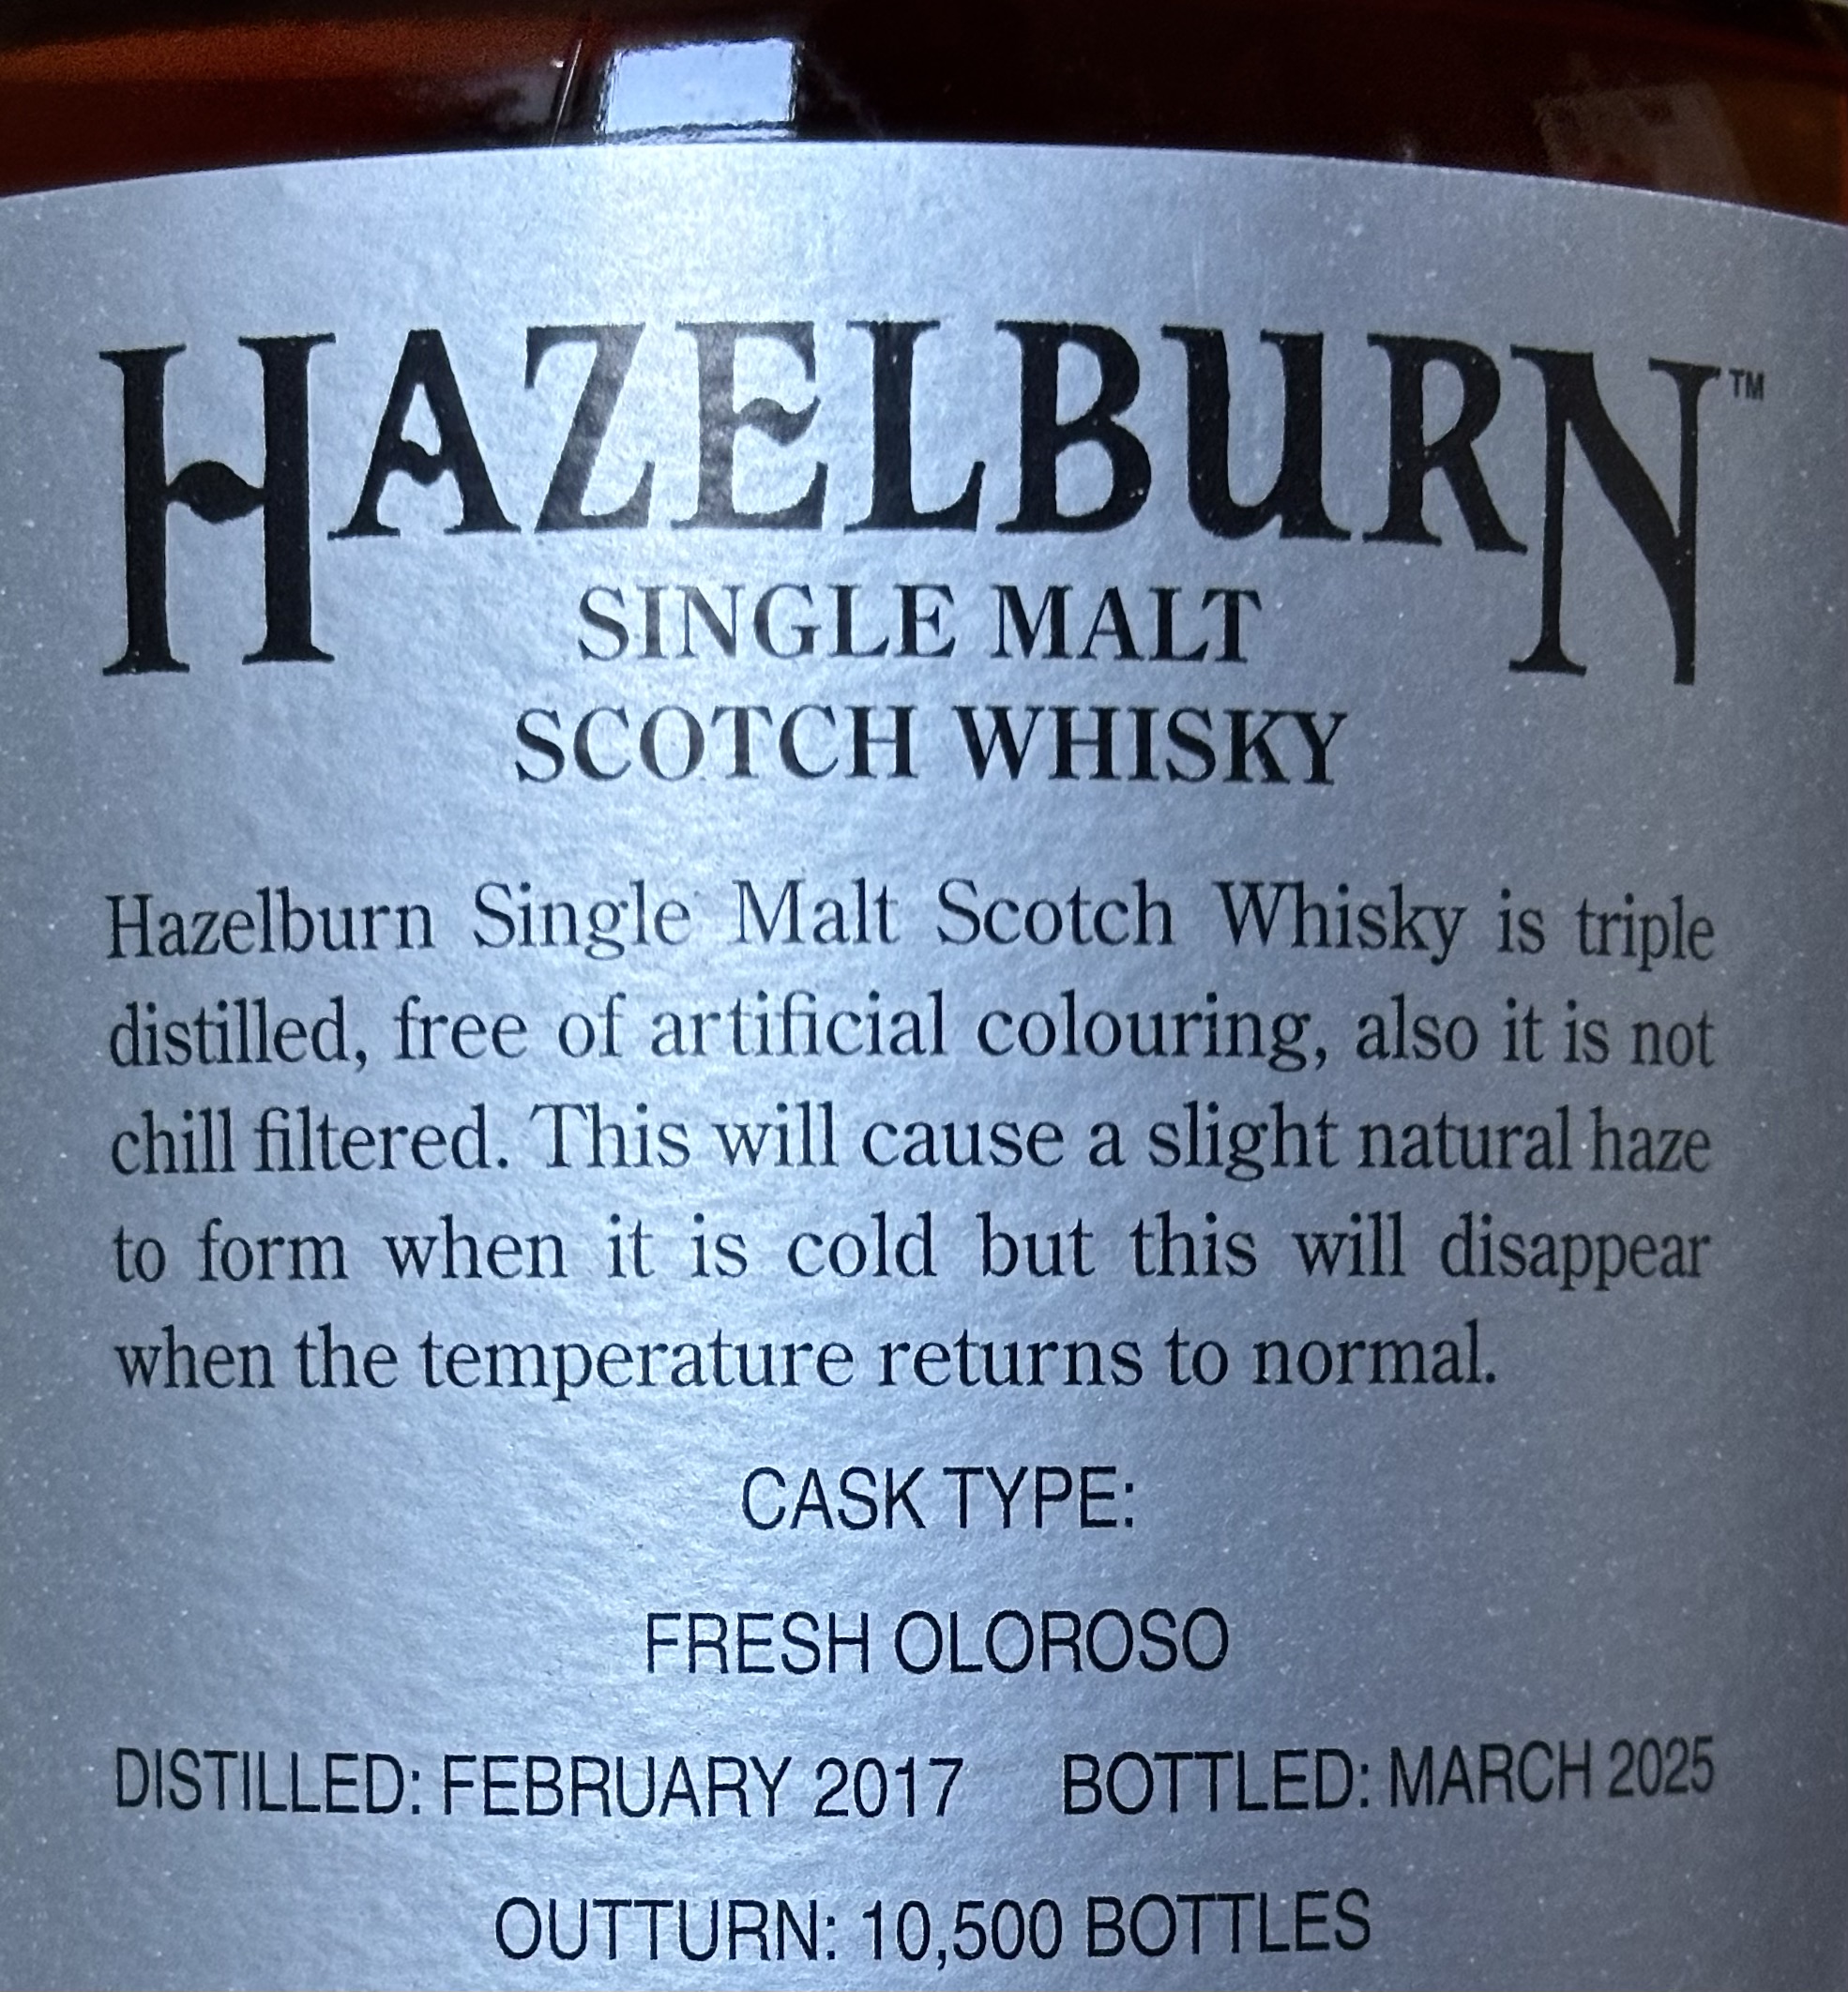 HAZELBURN™
SINGLE MALT
SCOTCH WHISKY
Hazelburn Single Malt Scotch Whisky is triple
distilled, free of artificial colouring, also it is not
chill filtered. This will cause a slight natural haze
to form when it is cold but this will disappear
when the temperature returns to normal.
CASK TYPE:
FRESH OLOROSO
DISTILLED: FEBRUARY 2017 BOTTLED: MARCH 2025
OUTTURN: 10,500 BOTTLES